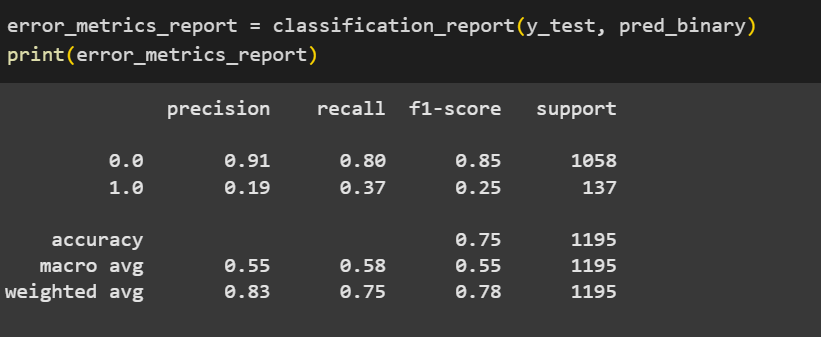 error_metrics_report = classification_report(y_test, pred_binary)
print(error_metrics_report)
precision recall f1-score support
0.0 0.91 0.80 0.85 1058
1.0 0.19 0.37 0.25 137
accuracy 0.75 1195
macro avg 0.55 0.58 0.55 1195
weighted avg 0.83 0.75 0.78 1195